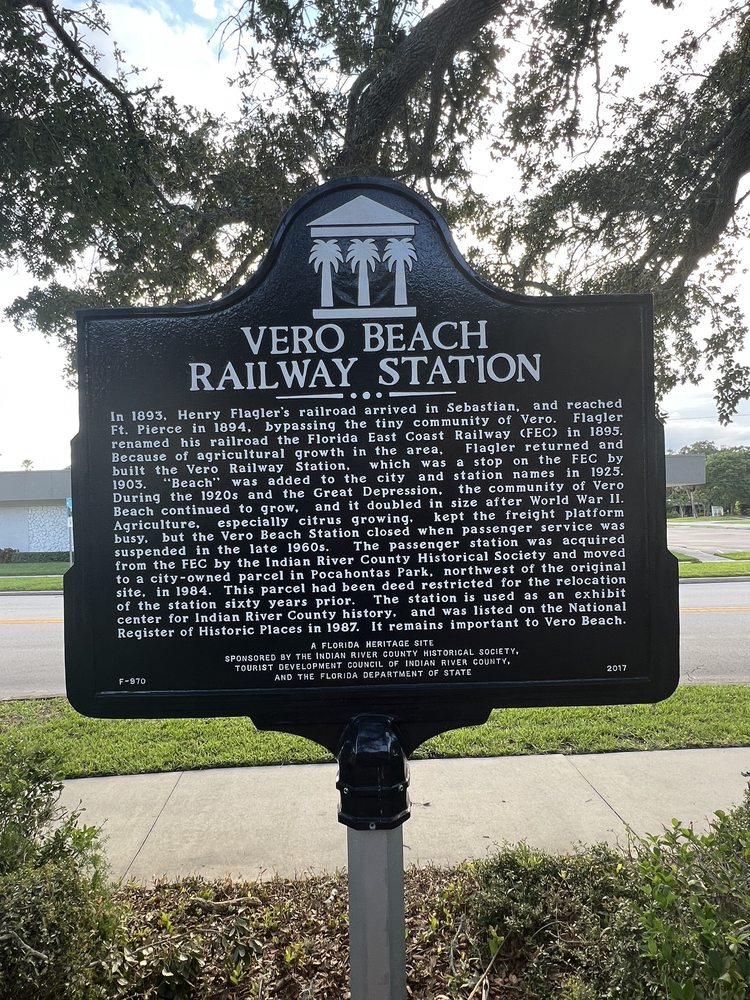 VERO BEACH
RAILWAY STATION
In 1893, Henry Flagler's railroad arrived in Sebastian, and reached
Ft. Pierce in 1894, bypassing the tiny community of Vero. Flagler
renamed his railroad the Florida East Coast Railway (FEC) in 1895.
Because of agricultural growth in the area, Flagler returned and
built the Vero Railway Station, which was a stop on the FEC by
1903. "Beach" was added to the city and station names in 1925.
During the 1920s and the Great Depression, the community of Vero
Beach continued to grow, and it doubled in size after World War II.
Agriculture, especially citrus growing, kept the freight platform
busy, but the Vero Beach Station closed when passenger service was
suspended in the late 1960s. The passenger station was acquired
from the FEC by the Indian River County Historical Society and moved
to a city-owned parcel in Pocahontas Park, northwest of the original
site, in 1984. This parcel had been deed restricted for the relocation
of the station sixty years prior. The station is used as an exhibit
center for Indian River County history, and was listed on the National
Register of Historic Places in 1987. It remains important to Vero Beach.
A FLORIDA HERITAGE SITE
SPONSORED BY THE INDIAN RIVER COUNTY HISTORICAL SOCIETY,
TOURIST DEVELOPMENT COUNCIL OF INDIAN RIVER COUNTY,
AND THE FLORIDA DEPARTMENT OF STATE
F-970 2017